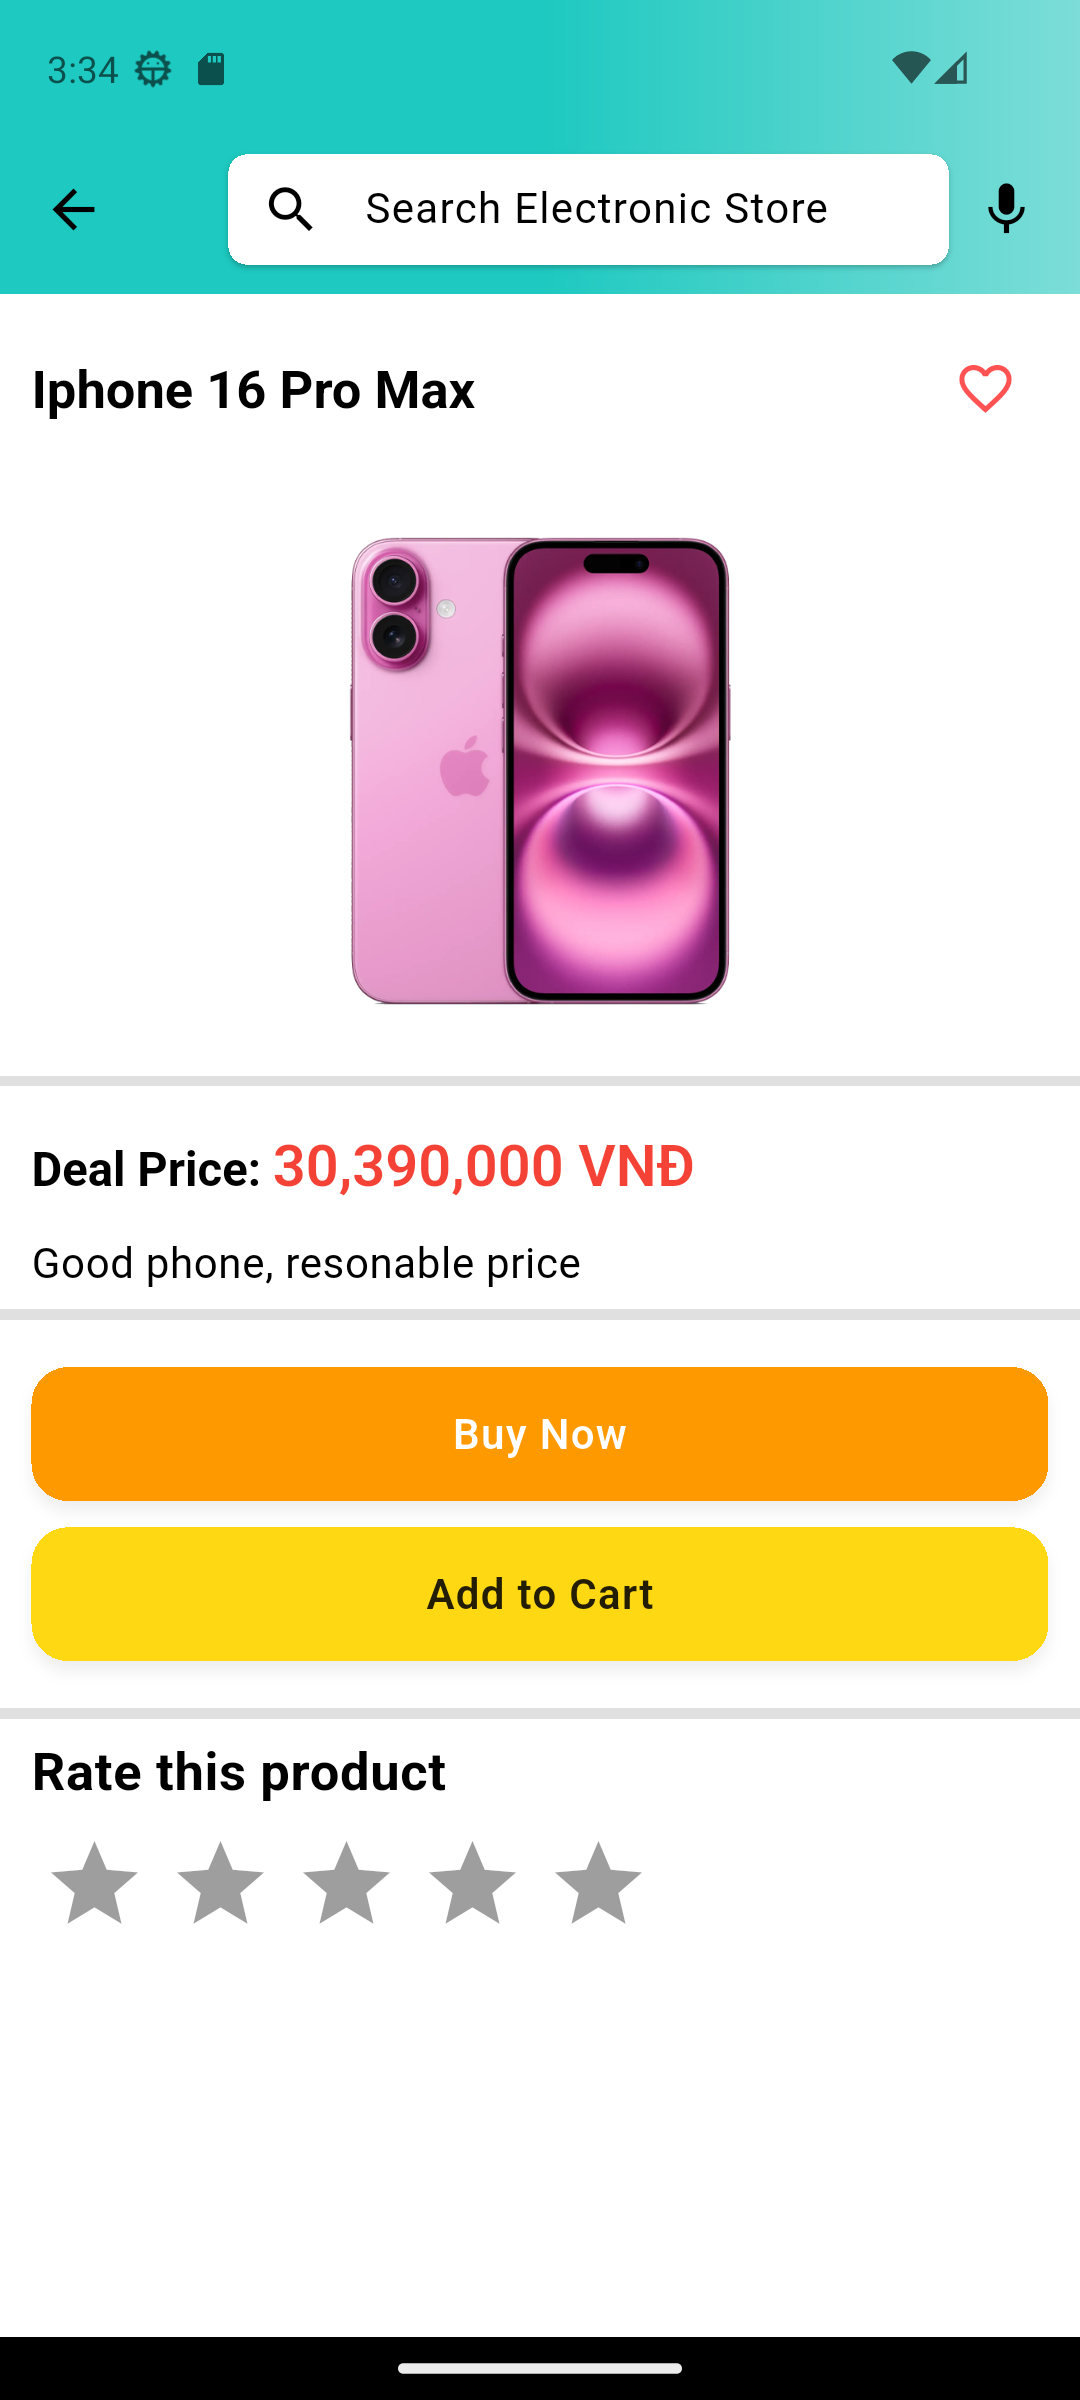 3:34
Search Electronic Store
Iphone 16 Pro Max
Deal Price: 30,390,000 VNĐ
Good phone, resonable price
Buy Now
Add to Cart
Rate this product